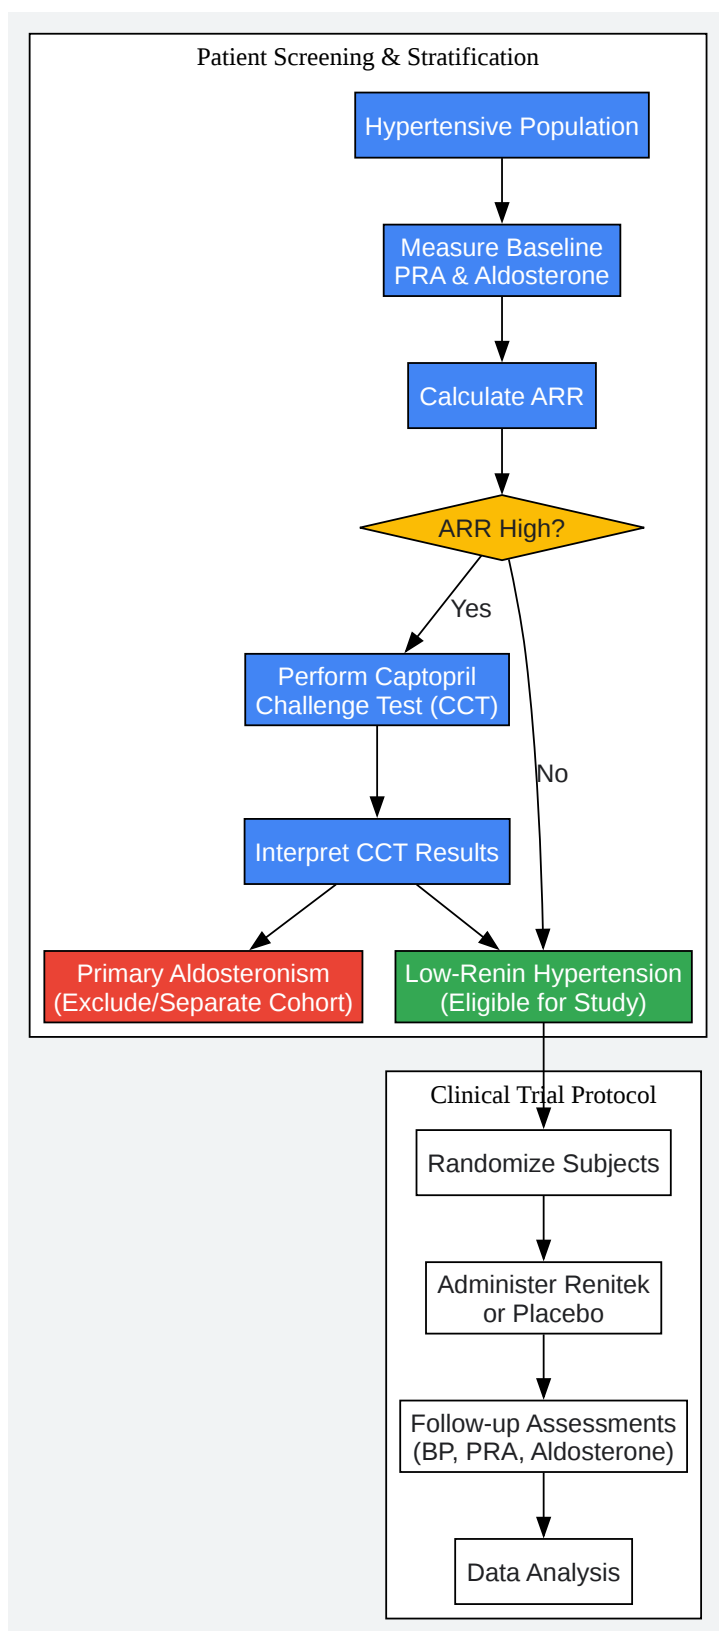 Patient Screening & Stratification
Hypertensive Population
Measure Baseline
PRA & Aldosterone
Calculate ARR
ARR High?
Yes
Perform Captopril
Challenge Test (CCT)
No
Interpret CCT Results
Primary Aldosteronism
(Exclude/Separate Cohort)
Low-Renin Hypertension
(Eligible for Study)
Clinical Trial Protocol
Randomize Subjects
Administer Renitek
or Placebo
Follow-up Assessments
(BP, PRA, Aldosterone)
Data Analysis